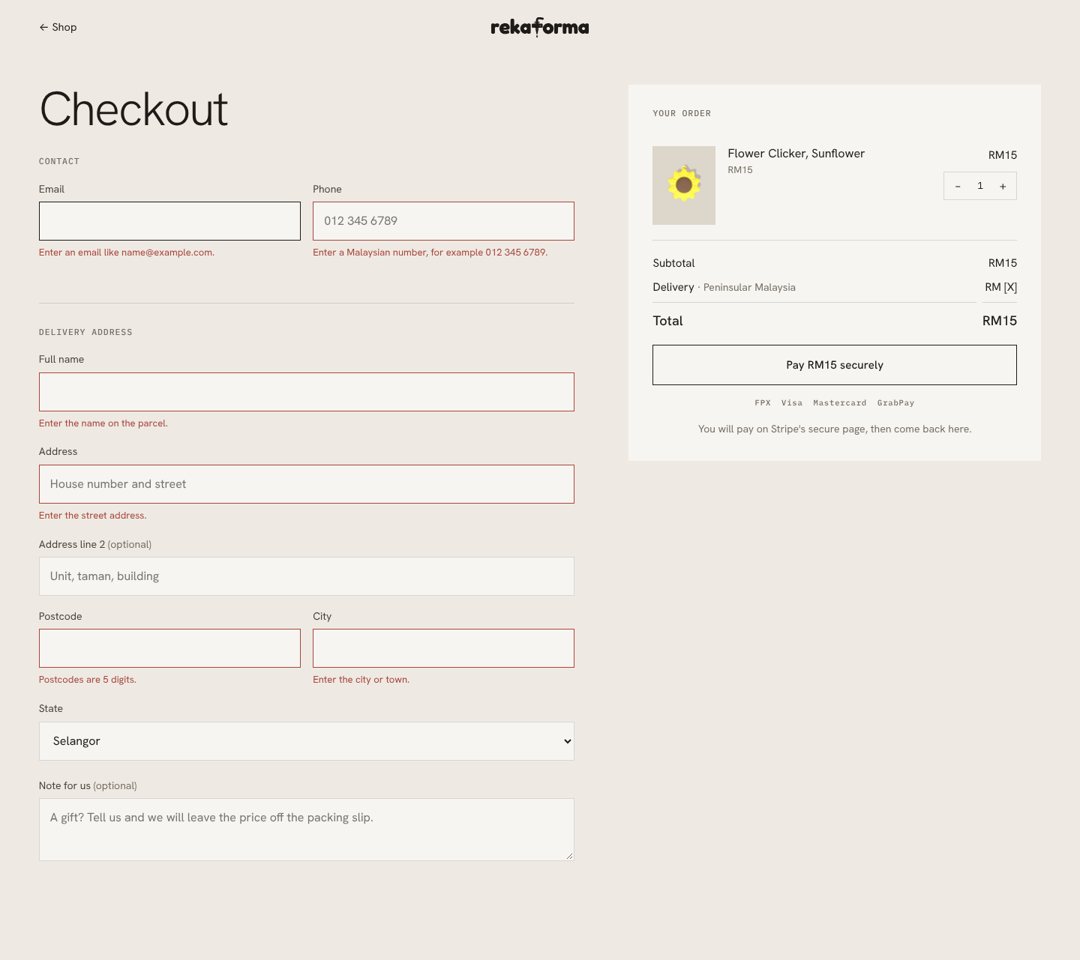 ← Shop
rekaforma
Checkout
CONTACT
Email
Phone
012 345 6789
Enter an email like name@example.com.
Enter a Malaysian number, for example 012 345 6789.
DELIVERY ADDRESS
Full name
Enter the name on the parcel.
Address
House number and street
Enter the street address.
Address line 2 (optional)
Unit, taman, building
Postcode
City
Postcodes are 5 digits.
Enter the city or town.
State
Selangor
Note for us (optional)
A gift? Tell us and we will leave the price off the packing slip.
YOUR ORDER
Flower Clicker, Sunflower
RM15
RM15
− 1 +
Subtotal RM15
Delivery · Peninsular Malaysia RM [X]
Total RM15
Pay RM15 securely
FPX Visa Mastercard GrabPay
You will pay on Stripe's secure page, then come back here.